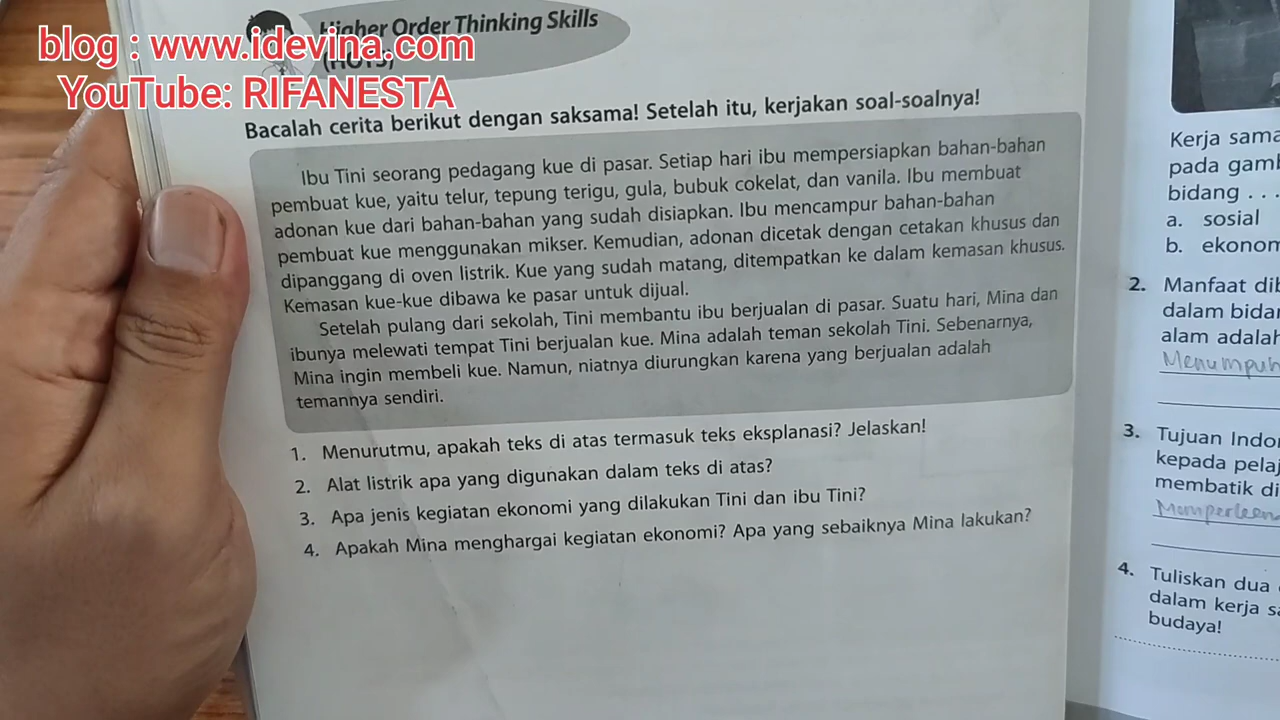 blog : www.idevina.com
YouTube: RIFANESTA
Higher Order Thinking Skills
(HOTS)
Bacalah cerita berikut dengan saksama! Setelah itu, kerjakan soal-soalnya!
Ibu Tini seorang pedagang kue di pasar. Setiap hari ibu mempersiapkan bahan-bahan
pembuat kue, yaitu telur, tepung terigu, gula, bubuk cokelat, dan vanila. Ibu membuat
adonan kue dari bahan-bahan yang sudah disiapkan. Ibu mencampur bahan-bahan
pembuat kue menggunakan mikser. Kemudian, adonan dicetak dengan cetakan khusus dan
dipanggang di oven listrik. Kue yang sudah matang, ditempatkan ke dalam kemasan khusus.
Kemasan kue-kue dibawa ke pasar untuk dijual.
Setelah pulang dari sekolah, Tini membantu ibu berjualan di pasar. Suatu hari, Mina dan
ibunya melewati tempat Tini berjualan kue. Mina adalah teman sekolah Tini. Sebenarnya,
Mina ingin membeli kue. Namun, niatnya diurungkan karena yang berjualan adalah
temannya sendiri.
1. Menurutmu, apakah teks di atas termasuk teks eksplanasi? Jelaskan!
2. Alat listrik apa yang digunakan dalam teks di atas?
3. Apa jenis kegiatan ekonomi yang dilakukan Tini dan ibu Tini?
4. Apakah Mina menghargai kegiatan ekonomi? Apa yang sebaiknya Mina lakukan?
Kerja sama
pada
bidang . .
a. sosial
b.
2. Manfaat
dalam
alam adalah
3. Tujuan
kepada
membatik
4. Tuliskan dua
dalam kerja
budaya!